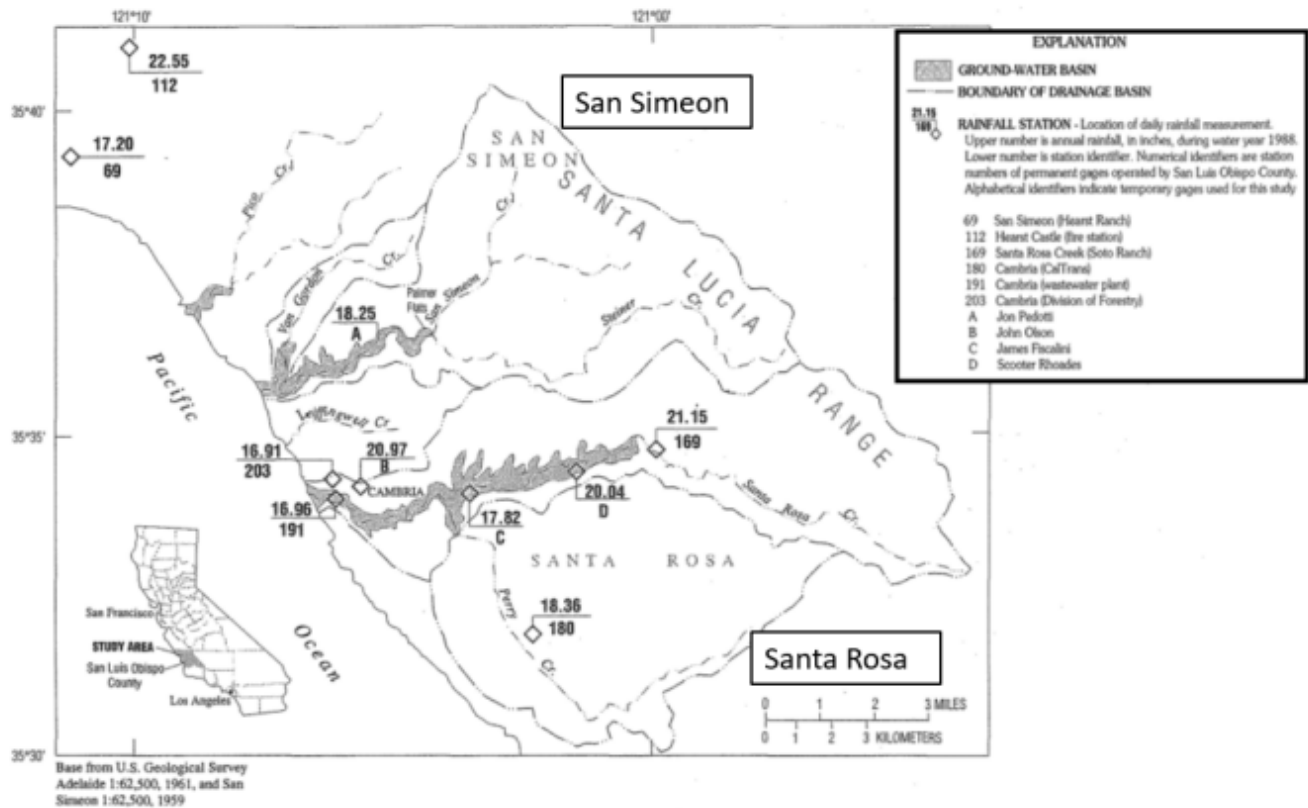 121°10'
121°00'
22.55
112
35°40'
17.20
69
San Simeon
SAN
SIMEON
SANTA
LUCIA
RANGE
Pico Cr.
Van Gordon Cr.
Palmer
Flats
San Simeon Cr.
Steiner Cr.
18.25
A
Pacific
Ocean
Leffingwell Cr.
35°35'
21.15
169
16.91
203
20.97
B
CAMBRIA
16.96
191
17.82
C
20.04
D
Santa Rosa Cr.
SANTA ROSA
Perry Cr.
18.36
180
Santa Rosa
San Francisco
STUDY AREA
San Luis Obispo
County
Los Angeles
0 1 2 3 MILES
0 1 2 3 KILOMETERS
35°30'
Base from U.S. Geological Survey
Adelaide 1:62,500, 1961, and San
Simeon 1:62,500, 1959
EXPLANATION
GROUND-WATER BASIN
BOUNDARY OF DRAINAGE BASIN
21.15
169
RAINFALL STATION - Location of daily rainfall measurement.
Upper number is annual rainfall, in inches, during water year 1988.
Lower number is station identifier. Numerical identifiers are station
numbers of permanent gages operated by San Luis Obispo County.
Alphabetical identifiers indicate temporary gages used for this study
69 San Simeon (Hearst Ranch)
112 Hearst Castle (fire station)
169 Santa Rosa Creek (Soto Ranch)
180 Cambria (CalTrans)
191 Cambria (wastewater plant)
203 Cambria (Division of Forestry)
A Jon Pedotti
B John Olson
C James Fiscalini
D Scooter Rhoades